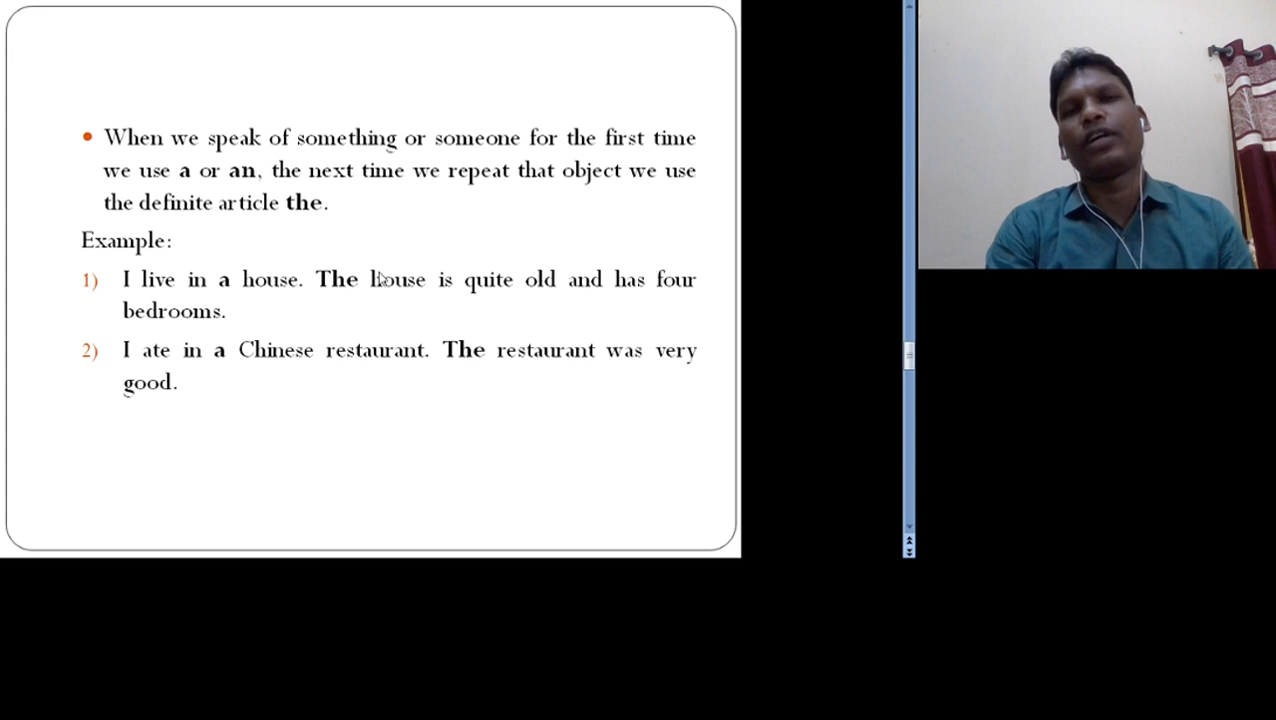 When we speak of something or someone for the first time
we use a or an, the next time we repeat that object we use
the definite article the.
Example:
1) I live in a house. The house is quite old and has four
bedrooms.
2) I ate in a Chinese restaurant. The restaurant was very
good.